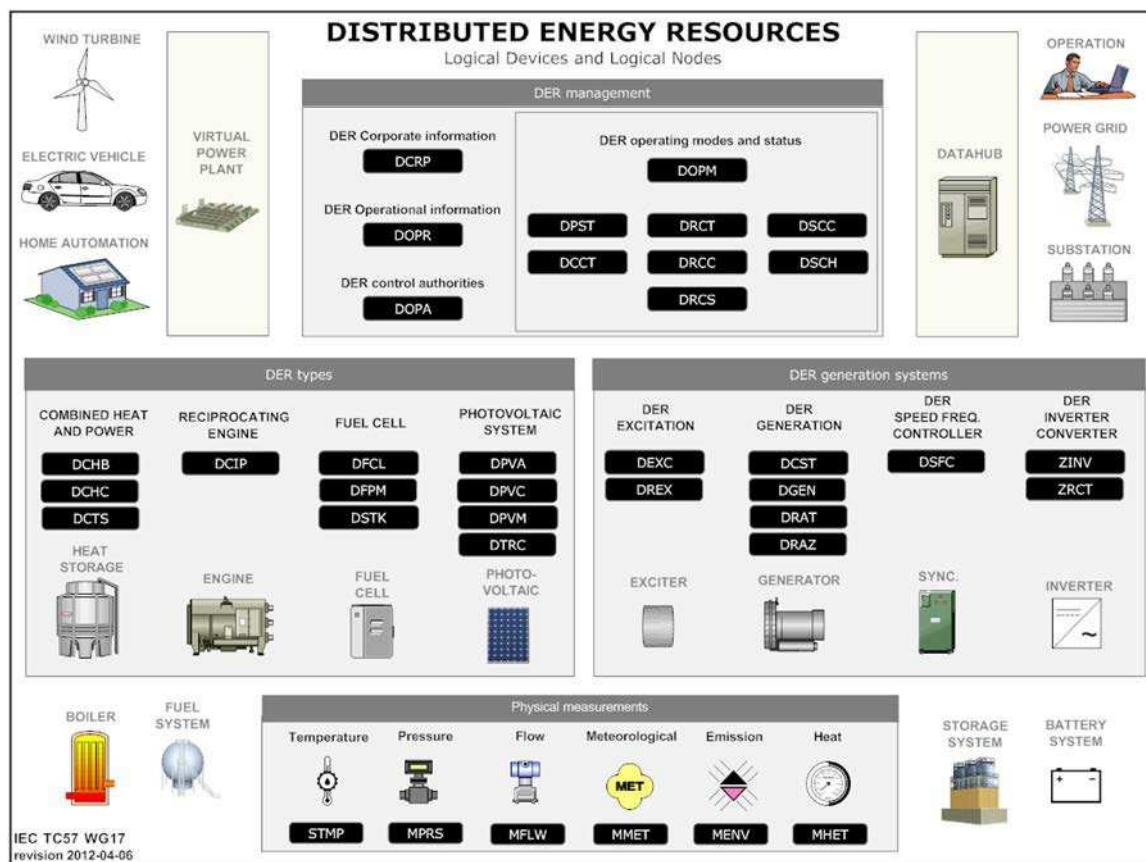 DISTRIBUTED ENERGY RESOURCES
Logical Devices and Logical Nodes
WIND TURBINE
ELECTRIC VEHICLE
HOME AUTOMATION
VIRTUAL
POWER
PLANT
DER management
DER Corporate information
DCRP
DER Operational information
DOPR
DER control authorities
DOPA
DER operating modes and status
DOPM
DPST DRCT DSCC
DCCT DRCC DSCH
DRCS
DATAHUB
OPERATION
POWER GRID
SUBSTATION
DER types
COMBINED HEAT
AND POWER
DCHB
DCHC
DCTS
HEAT
STORAGE
RECIPROCATING
ENGINE
DCIP
ENGINE
FUEL CELL
DFCL
DFPM
DSTK
FUEL
CELL
PHOTOVOLTAIC
SYSTEM
DPVA
DPVC
DPVM
DTRC
PHOTO-
VOLTAIC
DER generation systems
DER
EXCITATION
DEXC
DREX
EXCITER
DER
GENERATION
DCST
DGEN
DRAT
DRAZ
GENERATOR
DER
SPEED FREQ.
CONTROLLER
DSFC
SYNC.
DER
INVERTER
CONVERTER
ZINV
ZRCT
INVERTER
BOILER
FUEL
SYSTEM
Physical measurements
Temperature Pressure Flow Meteorological Emission Heat
MET
STMP MPRS MFLW MMET MENV MHET
STORAGE
SYSTEM
BATTERY
SYSTEM
IEC TC57 WG17
revision 2012-04-06